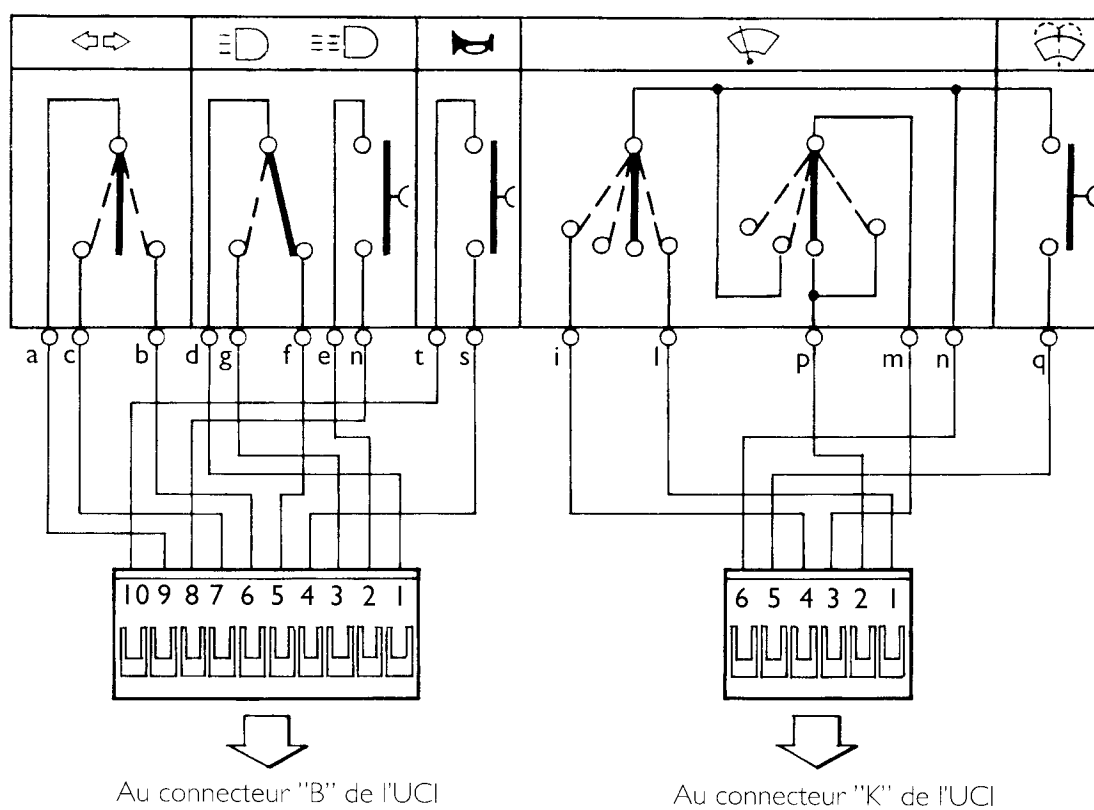 a c b d g f e n t s i l p m n q
10 9 8 7 6 5 4 3 2 1 6 5 4 3 2 1
Au connecteur "B" de l'UCI Au connecteur "K" de l'UCI